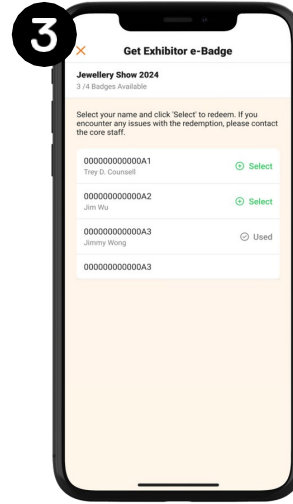 3
Get Exhibitor e-Badge
Jewellery Show 2024
3 /4 Badges Available
Select your name and click 'Select' to redeem. If you
encounter any issues with the redemption, please contact
the core staff.
000000000000A1
Trey D. Counsell
Select
000000000000A2
Jim Wu
Select
000000000000A3
Jimmy Wong
Used
000000000000A3